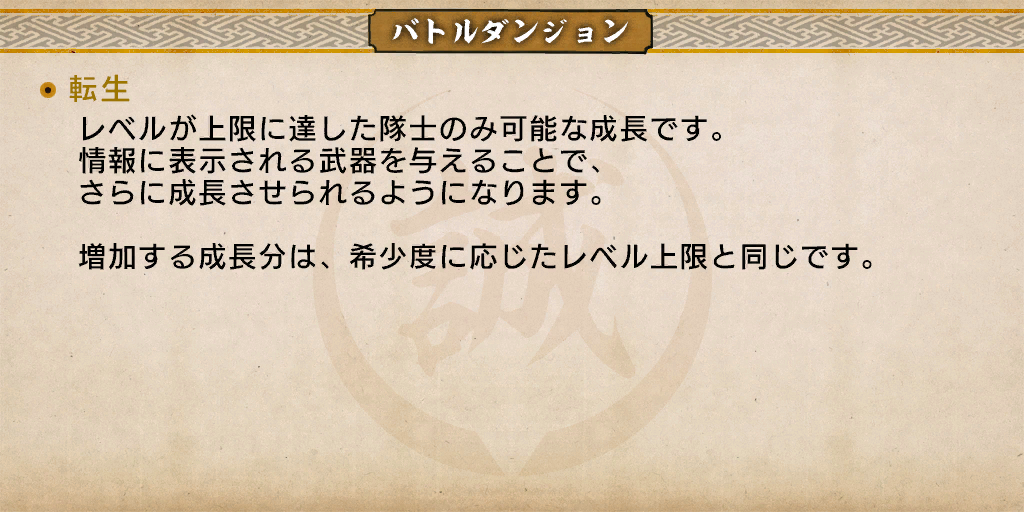 バトルダンジョン
転生
レベルが上限に達した隊士のみ可能な成長です。
情報に表示される武器を与えることで、
さらに成長させられるようになります。
増加する成長分は、希少度に応じたレベル上限と同じです。
誠